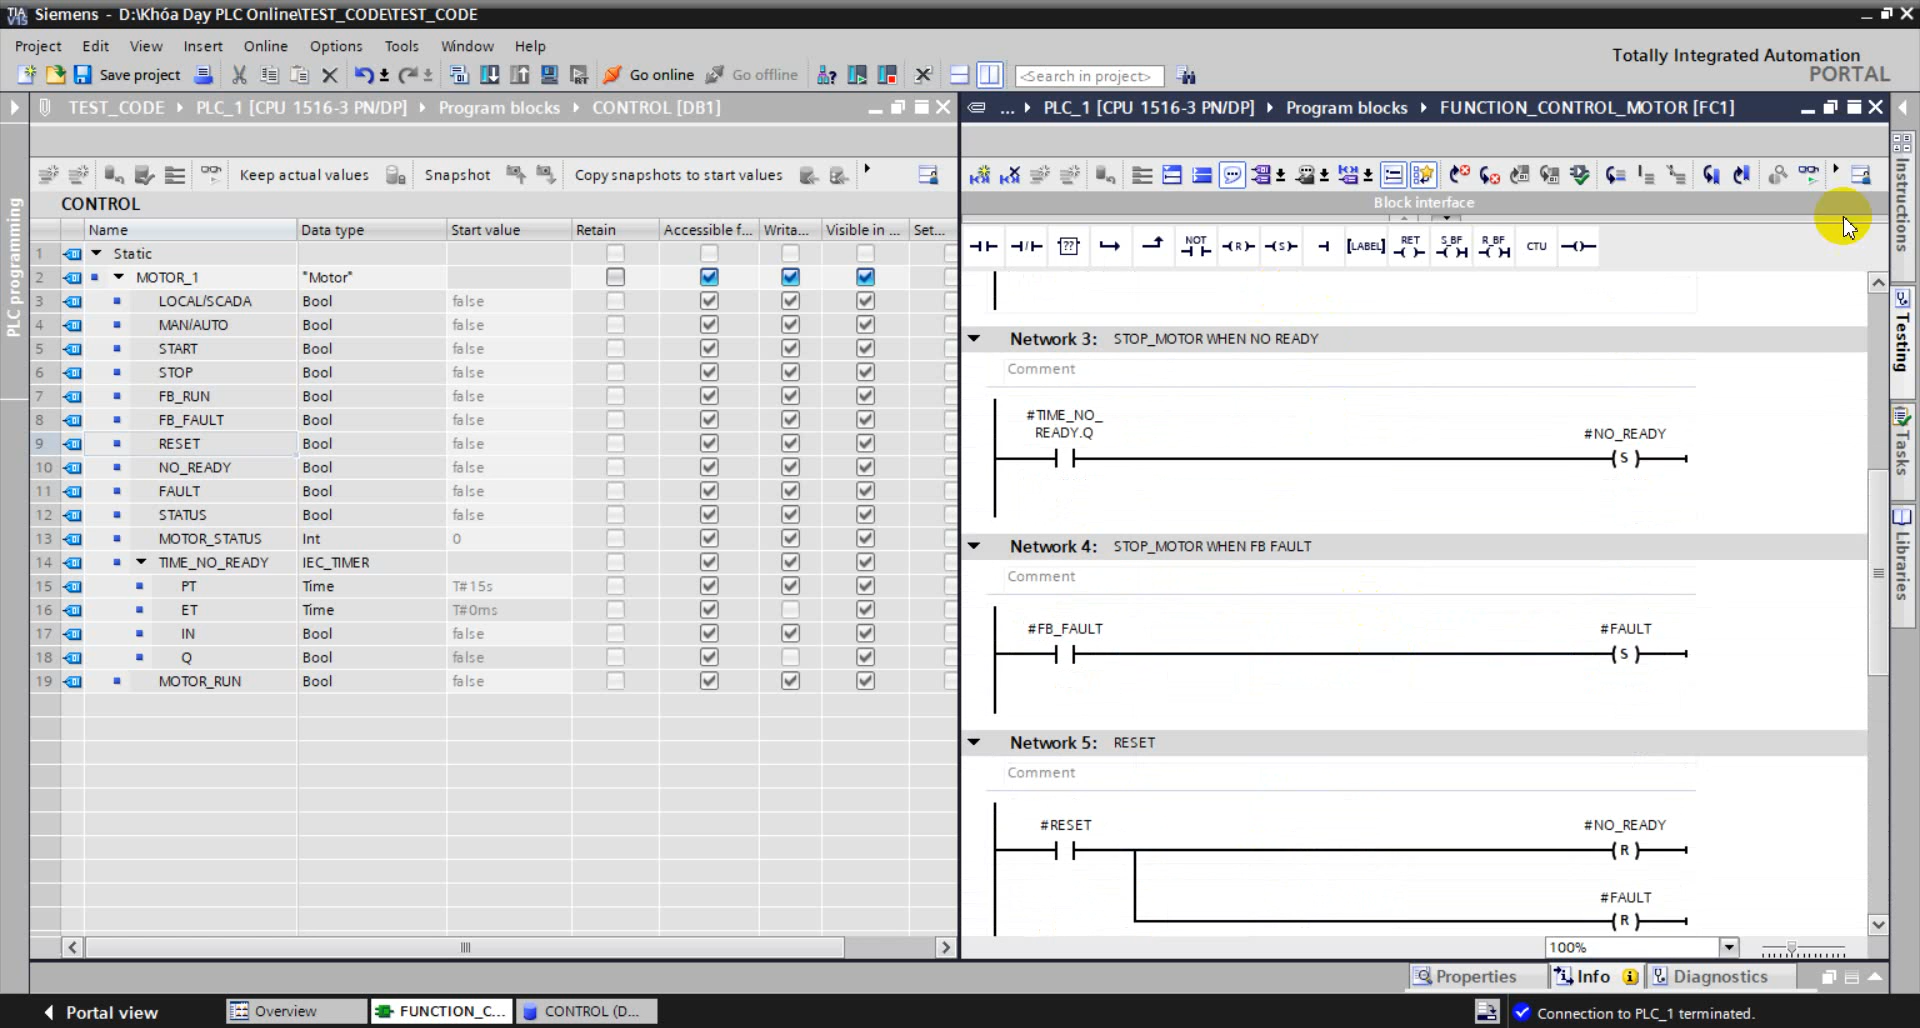 TIA V15 Siemens - D:\Khóa Dạy PLC Online\TEST_CODE\TEST_CODE
Project Edit View Insert Online Options Tools Window Help
Totally Integrated Automation
PORTAL
Save project Go online Go offline <Search in project>
TEST_CODE PLC_1 [CPU 1516-3 PN/DP] Program blocks CONTROL [DB1]
... PLC_1 [CPU 1516-3 PN/DP] Program blocks FUNCTION_CONTROL_MOTOR [FC1]
Keep actual values Snapshot Copy snapshots to start values
Block interface
CONTROL
Name Data type Start value Retain Accessible f... Writa... Visible in ... Set...
1 Static
2 MOTOR_1 "Motor"
3 LOCAL/SCADA Bool false
4 MAN/AUTO Bool false
5 START Bool false
6 STOP Bool false
7 FB_RUN Bool false
8 FB_FAULT Bool false
9 RESET Bool false
10 NO_READY Bool false
11 FAULT Bool false
12 STATUS Bool false
13 MOTOR_STATUS Int 0
14 TIME_NO_READY IEC_TIMER
15 PT Time T#15s
16 ET Time T#0ms
17 IN Bool false
18 Q Bool false
19 MOTOR_RUN Bool false
?? NOT R S [LABEL] RET S_BF R_BF CTU
Network 3: STOP_MOTOR WHEN NO READY
Comment
#TIME_NO_
READY.Q
#NO_READY
S
Network 4: STOP_MOTOR WHEN FB FAULT
Comment
#FB_FAULT #FAULT
S
Network 5: RESET
Comment
#RESET #NO_READY
R
#FAULT
R
100%
Properties Info Diagnostics
PLC programming
Instructions
Testing
Tasks
Libraries
Portal view Overview FUNCTION_C... CONTROL (D... Connection to PLC_1 terminated.